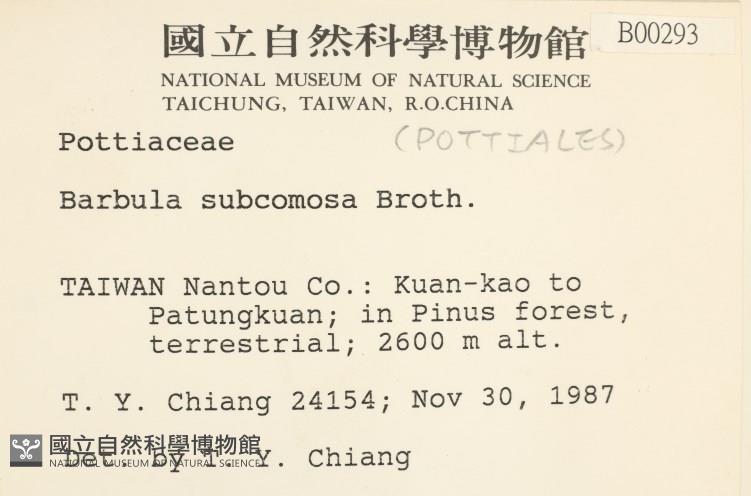 國立自然科學博物館
B00293
NATIONAL MUSEUM OF NATURAL SCIENCE
TAICHUNG, TAIWAN, R.O.CHINA
Pottiaceae (POTTIALES)
Barbula subcomosa Broth.
TAIWAN Nantou Co.: Kuan-kao to
Patungkuan; in Pinus forest,
terrestrial; 2600 m alt.
T. Y. Chiang 24154; Nov 30, 1987
Det. by T. Y. Chiang
國立自然科學博物館
NATIONAL MUSEUM OF NATURAL SCIENCE